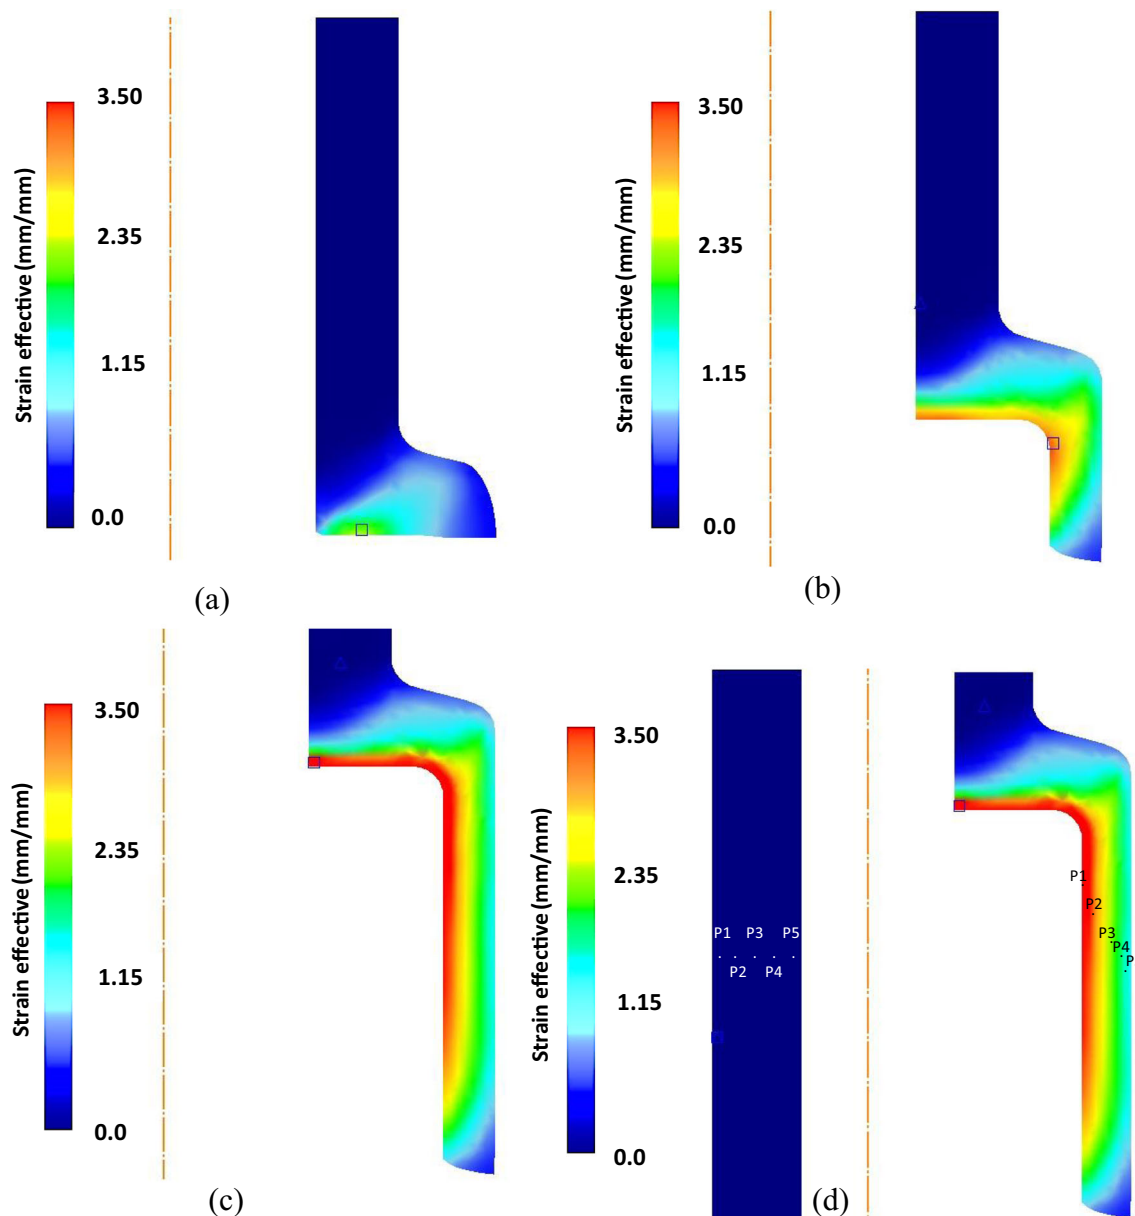 Strain effective (mm/mm)
3.50
2.35
1.15
0.0
(a)
Strain effective (mm/mm)
3.50
2.35
1.15
0.0
(b)
Strain effective (mm/mm)
3.50
2.35
1.15
0.0
(c)
Strain effective (mm/mm)
3.50
2.35
1.15
0.0
P1 P3 P5
P2 P4
P1
P2
P3
P4
P
(d)